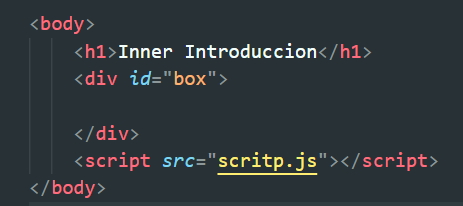 <body>
<h1>Inner Introduccion</h1>
<div id="box">
</div>
<script src="scritp.js"></script>
</body>